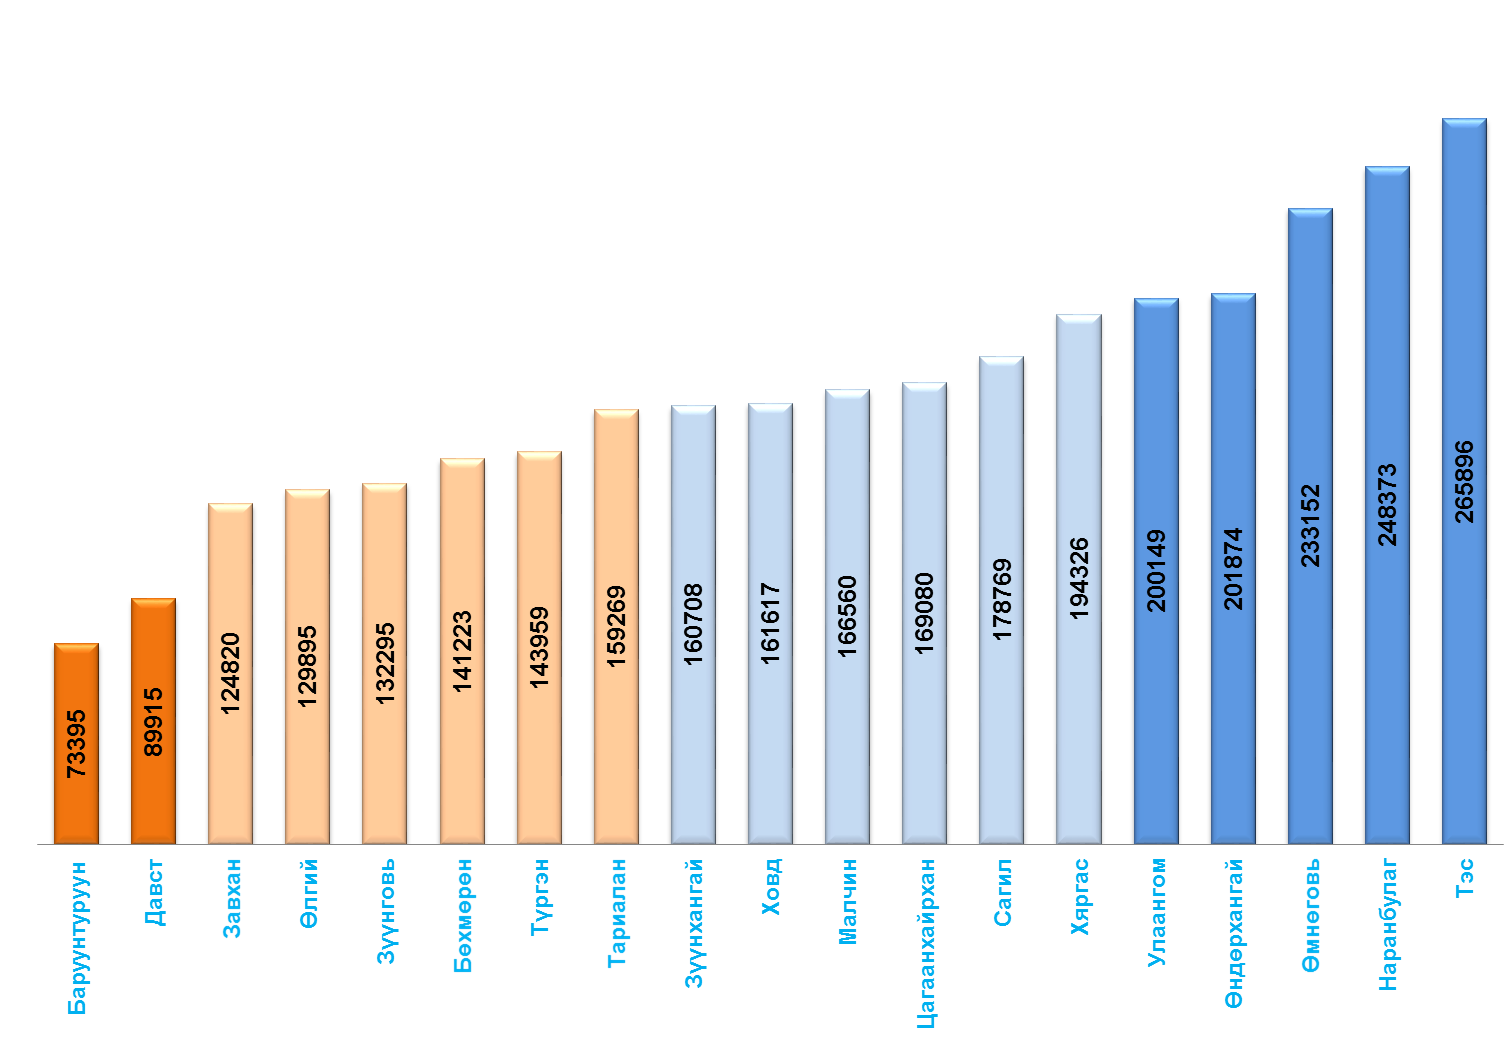 73395
89915
124820
129895
132295
141223
143959
159269
160708
161617
166560
169080
178769
194326
200149
201874
233152
248373
265896
Баруунтуруун
Давст
Завхан
Өлгий
Зүүнговь
Бөхмөрөн
Түргэн
Тариалан
Зүүнхангай
Ховд
Малчин
Цагаанхайрхан
Сагил
Хяргас
Улаангом
Өндөрхангай
Өмнөговь
Наранбулаг
Тэс